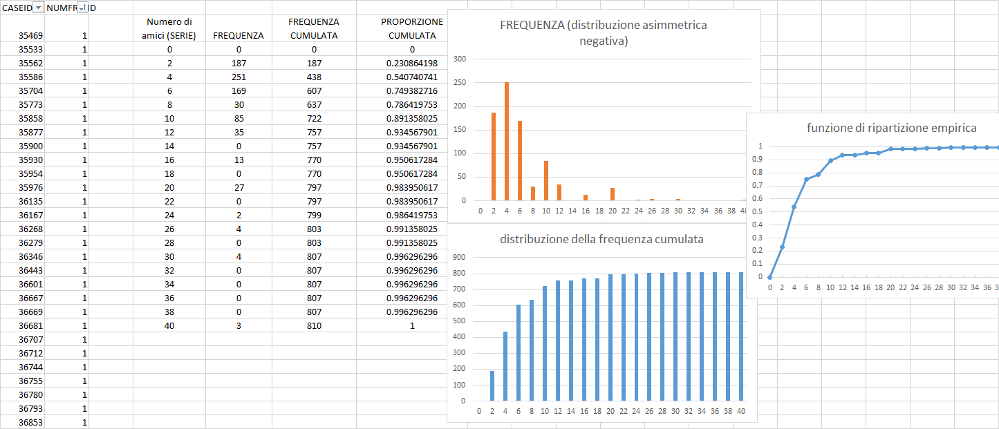 CASEID NUMFR ID
Numero di FREQUENZA PROPORZIONE
35469 1 amici (SERIE) FREQUENZA CUMULATA CUMULATA
35533 1 0 0 0 0
35562 1 2 187 187 0.230864198
35586 1 4 251 438 0.540740741
35704 1 6 169 607 0.749382716
35773 1 8 30 637 0.786419753
35858 1 10 85 722 0.891358025
35877 1 12 35 757 0.934567901
35900 1 14 0 757 0.934567901
35930 1 16 13 770 0.950617284
35954 1 18 0 770 0.950617284
35976 1 20 27 797 0.983950617
36135 1 22 0 797 0.983950617
36167 1 24 2 799 0.986419753
36268 1 26 4 803 0.991358025
36279 1 28 0 803 0.991358025
36346 1 30 4 807 0.996296296
36443 1 32 0 807 0.996296296
36601 1 34 0 807 0.996296296
36667 1 36 0 807 0.996296296
36669 1 38 0 807 0.996296296
36681 1 40 3 810 1
36707 1
36712 1
36744 1
36755 1
36780 1
36793 1
36853 1
FREQUENZA (distribuzione asimmetrica
negativa)
300
250
200
150
100
50
0
0 2 4 6 8 10 12 14 16 18 20 22 24 26 28 30 32 34 36 38 40
distribuzione della frequenza cumulata
900
800
700
600
500
400
300
200
100
0
0 2 4 6 8 10 12 14 16 18 20 22 24 26 28 30 32 34 36 38 40
funzione di ripartizione empirica
1
0.9
0.8
0.7
0.6
0.5
0.4
0.3
0.2
0.1
0
0 2 4 6 8 10 12 14 16 18 20 22 24 26 28 30 32 34 36